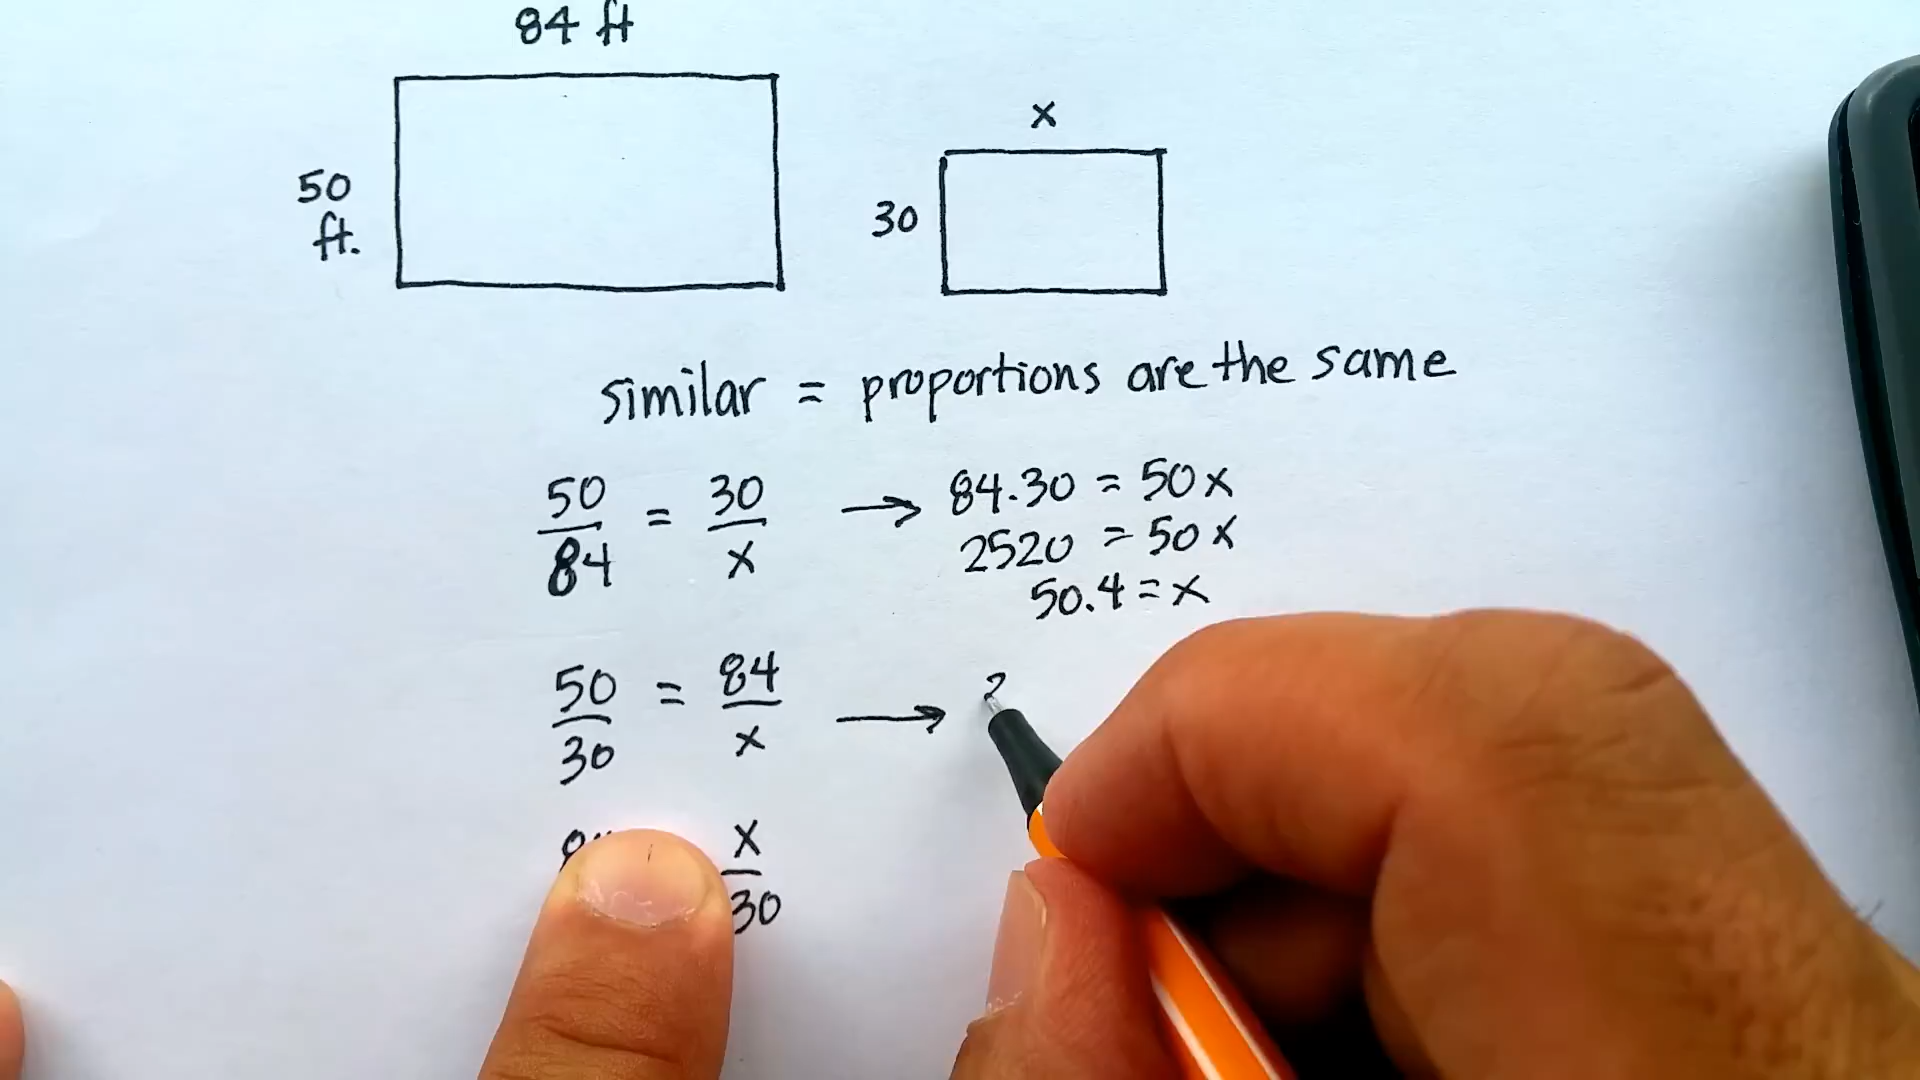 84 ft
x
50
ft.
30
similar = proportions are the same
50/84 = 30/x → 84.30 = 50x
2520 = 50x
50.4 = x
50/30 = 84/x →
x/30